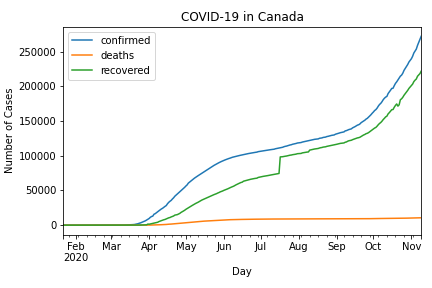 COVID-19 in Canada
confirmed
deaths
recovered
Number of Cases
250000
200000
150000
100000
50000
0
Feb Mar Apr May Jun Jul Aug Sep Oct Nov
2020
Day